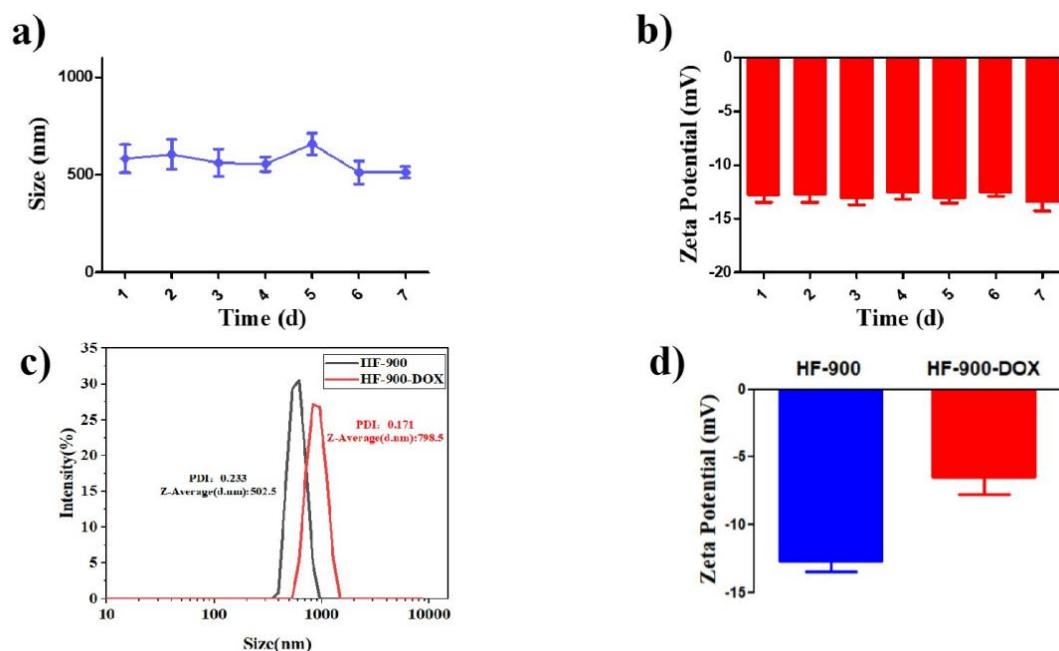 a)
1000
500
0
Size (nm)
1 2 3 4 5 6 7
Time (d)
b)
0
-5
-10
-15
-20
Zeta Potential (mV)
1 2 3 4 5 6 7
Time (d)
c)
35
30
25
20
15
10
5
0
Intensity(%)
HF-900
HF-900-DOX
PDI: 0.171
Z-Average(d.nm):798.5
PDI: 0.233
Z-Average(d.nm):502.5
10 100 1000 10000
Size(nm)
d)
HF-900 HF-900-DOX
0
-5
-10
-15
Zeta Potential (mV)